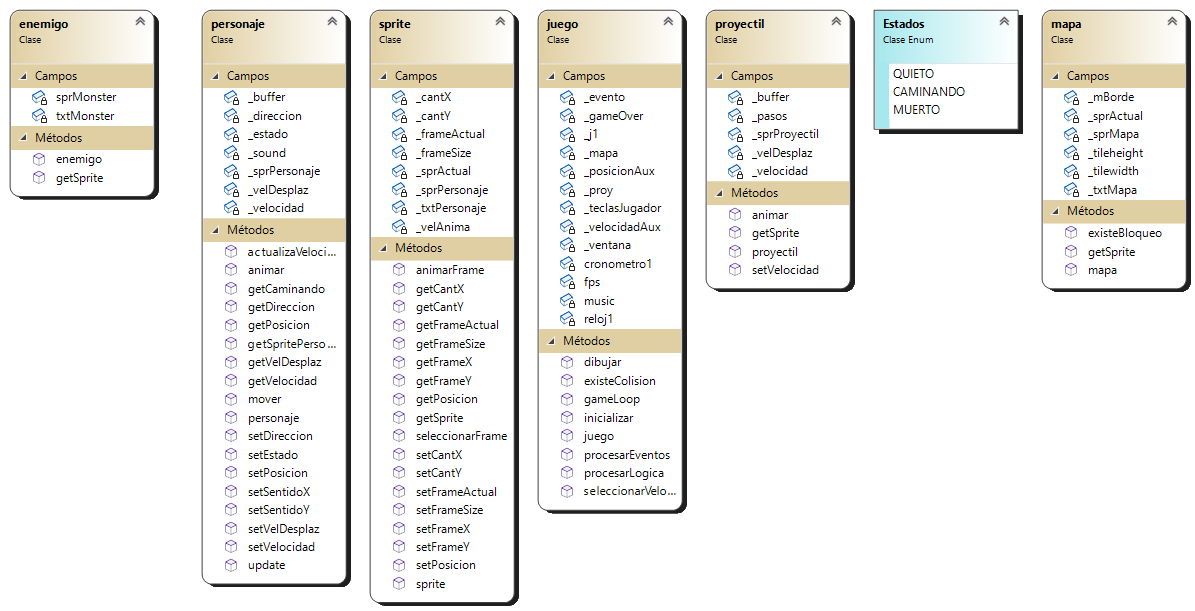 enemigo
Clase
Campos
sprMonster
txtMonster
Métodos
enemigo
getSprite
personaje
Clase
Campos
_buffer
_direccion
_estado
_sound
_sprPersonaje
_velDesplaz
_velocidad
Métodos
actualizaVeloci...
animar
getCaminando
getDireccion
getPosicion
getSpritePerso...
getVelDesplaz
getVelocidad
mover
personaje
setDireccion
setEstado
setPosicion
setSentidoX
setSentidoY
setVelDesplaz
setVelocidad
update
sprite
Clase
Campos
_cantX
_cantY
_frameActual
_frameSize
_sprActual
_sprPersonaje
_txtPersonaje
_velAnima
Métodos
animarFrame
getCantX
getCantY
getFrameActual
getFrameSize
getFrameX
getFrameY
getPosicion
getSprite
seleccionarFrame
setCantX
setCantY
setFrameActual
setFrameSize
setFrameX
setFrameY
setPosicion
sprite
juego
Clase
Campos
_evento
_gameOver
_j1
_mapa
_posicionAux
_proy
_teclasJugador
_velocidadAux
_ventana
cronometro1
fps
music
reloj1
Métodos
dibujar
existeColision
gameLoop
inicializar
juego
procesarEventos
procesarLogica
seleccionarVelo...
proyectil
Clase
Campos
_buffer
_pasos
_sprProyectil
_velDesplaz
_velocidad
Métodos
animar
getSprite
proyectil
setVelocidad
Estados
Clase Enum
QUIETO
CAMINANDO
MUERTO
mapa
Clase
Campos
_mBorde
_sprActual
_sprMapa
_tileheight
_tilewidth
_txtMapa
Métodos
existeBloqueo
getSprite
mapa